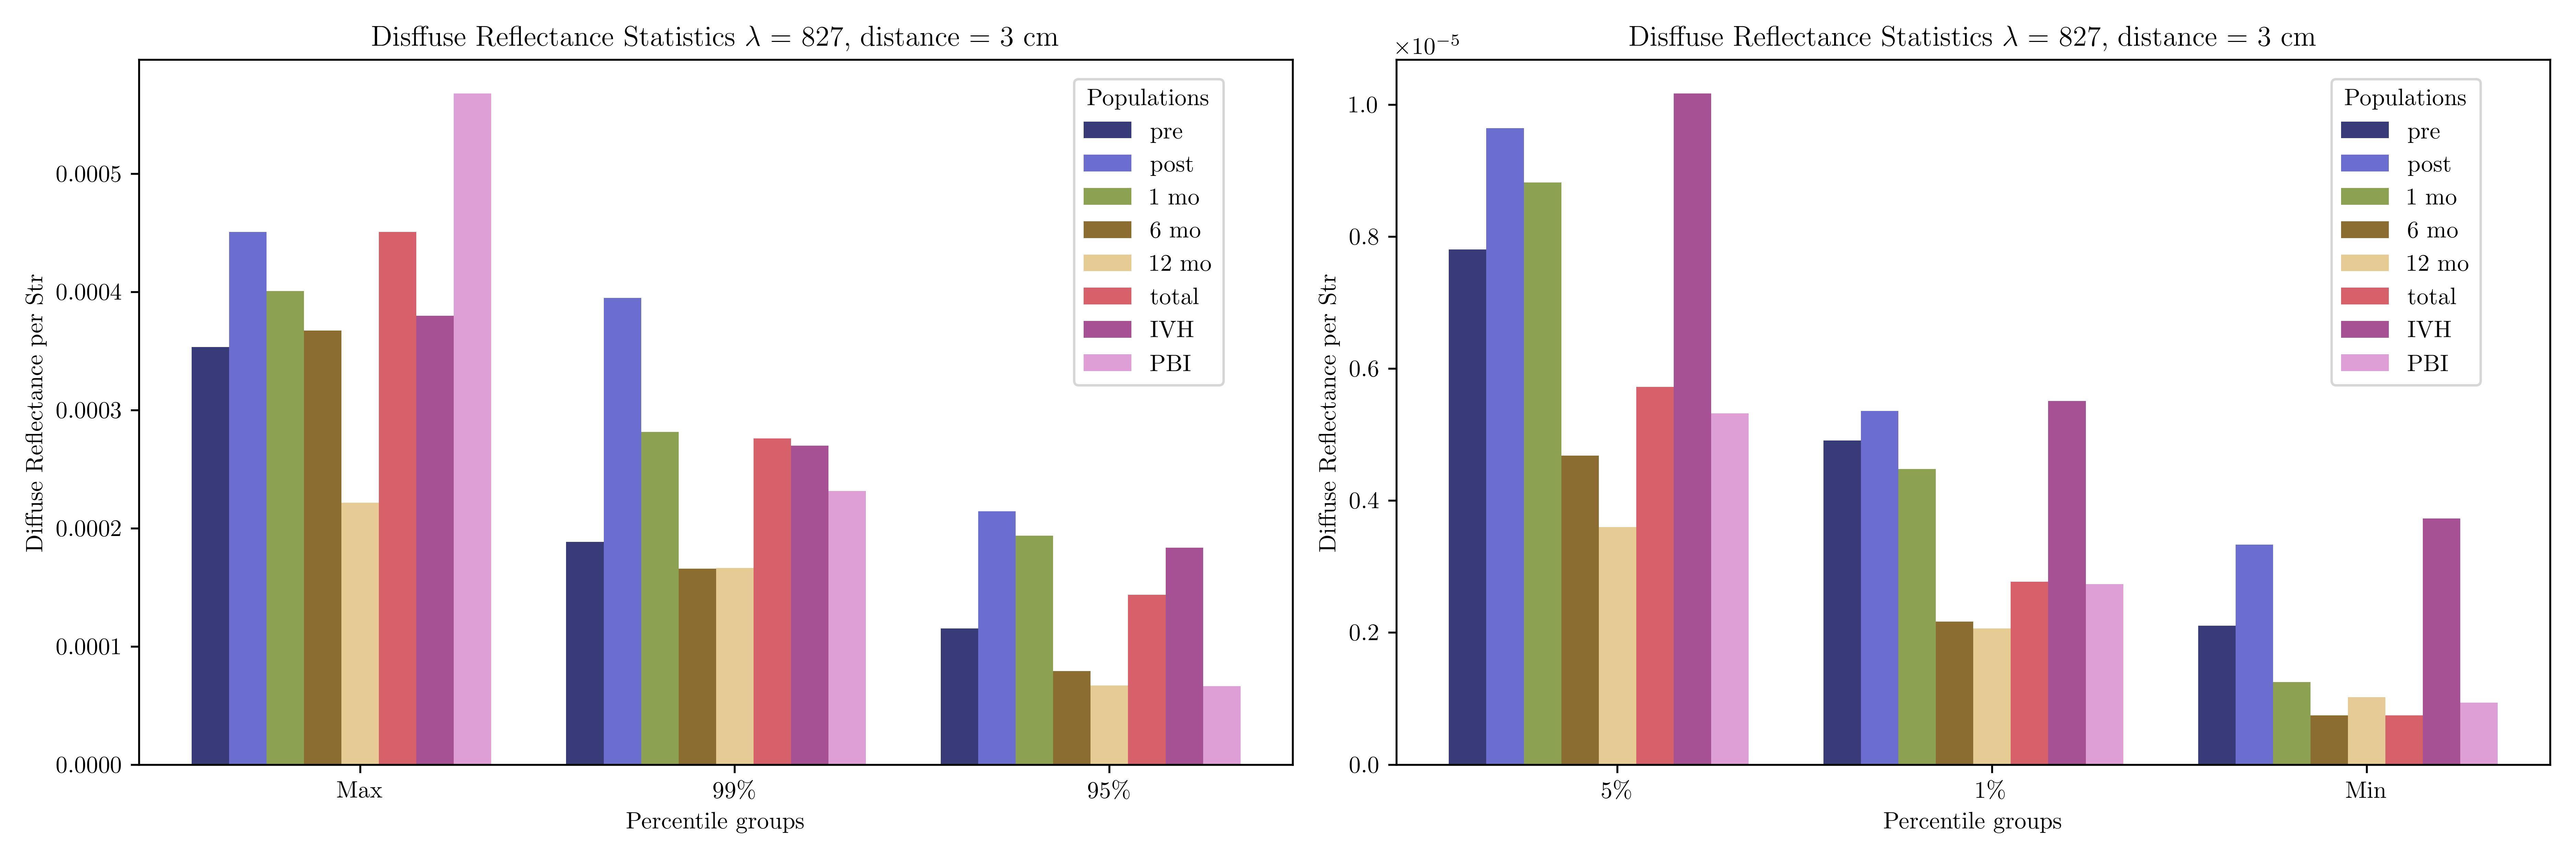 Disffuse Reflectance Statistics λ = 827, distance = 3 cm
Diffuse Reflectance per Str
0.0005
0.0004
0.0003
0.0002
0.0001
0.0000
Populations
pre
post
1 mo
6 mo
12 mo
total
IVH
PBI
Max
99%
95%
Percentile groups
Disffuse Reflectance Statistics λ = 827, distance = 3 cm
×10⁻⁵
Diffuse Reflectance per Str
1.0
0.8
0.6
0.4
0.2
0.0
Populations
pre
post
1 mo
6 mo
12 mo
total
IVH
PBI
5%
1%
Min
Percentile groups